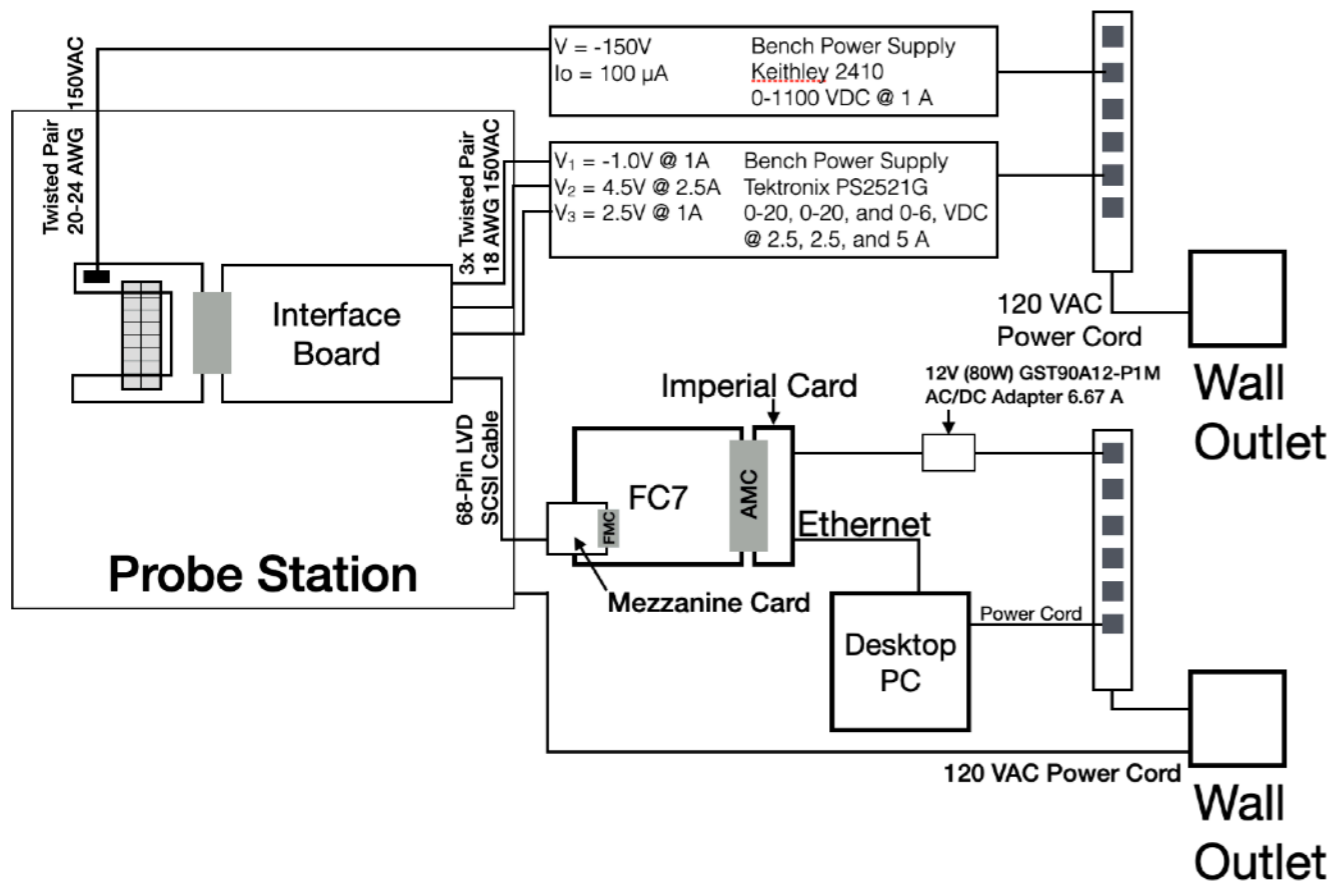 150VAC
Twisted Pair
20-24 AWG
V = -150V
Io = 100 µA
Bench Power Supply
Keithley 2410
0-1100 VDC @ 1 A
3x Twisted Pair
18 AWG 150VAC
V₁ = -1.0V @ 1A
V₂ = 4.5V @ 2.5A
V₃ = 2.5V @ 1A
Bench Power Supply
Tektronix PS2521G
0-20, 0-20, and 0-6, VDC
@ 2.5, 2.5, and 5 A
Interface
Board
120 VAC
Power Cord
Wall
Outlet
12V (80W) GST90A12-P1M
AC/DC Adapter 6.67 A
Imperial Card
68-Pin LVD
SCSI Cable
FC7
FMC
AMC
Ethernet
Probe Station
Mezzanine Card
Power Cord
Desktop
PC
120 VAC Power Cord
Wall
Outlet